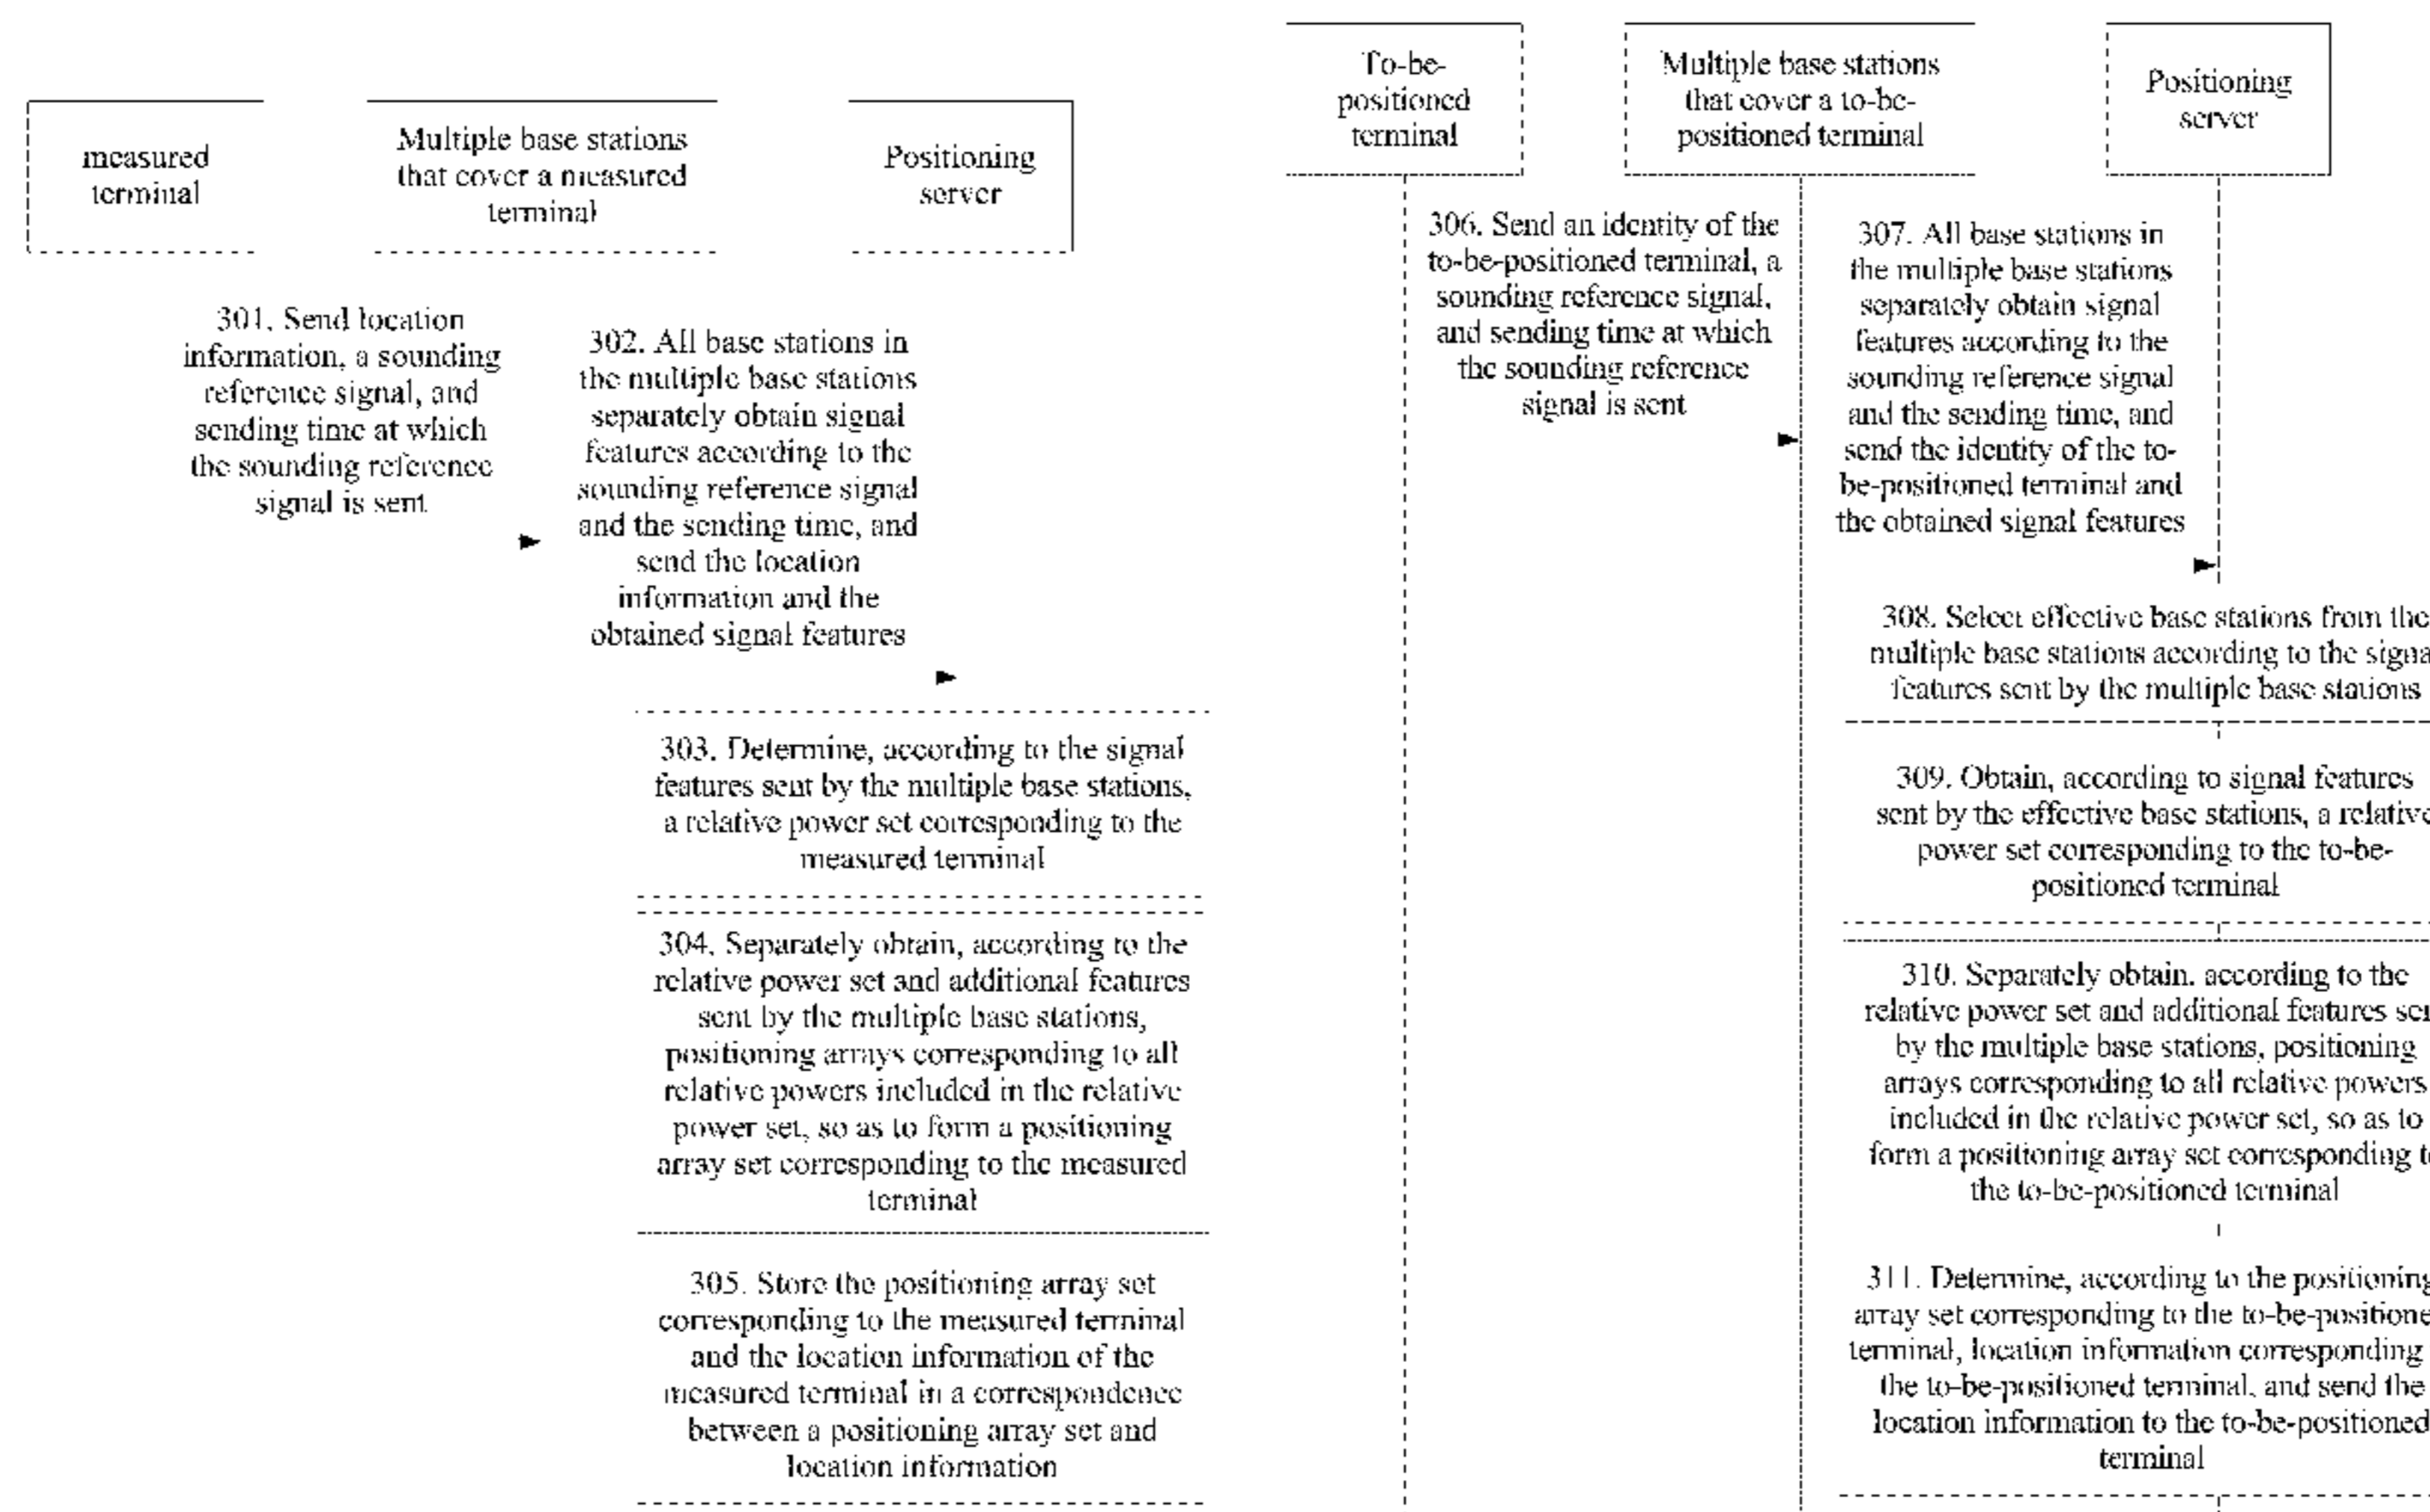 measured
terminal
Multiple base stations
that cover a measured
terminal
Positioning
server
301. Send location
information, a sounding
reference signal, and
sending time at which
the sounding reference
signal is sent
302. All base stations in
the multiple base stations
separately obtain signal
features according to the
sounding reference signal
and the sending time, and
send the location
information and the
obtained signal features
303. Determine, according to the signal
features sent by the multiple base stations,
a relative power set corresponding to the
measured terminal
304. Separately obtain, according to the
relative power set and additional features
sent by the multiple base stations,
positioning arrays corresponding to all
relative powers included in the relative
power set, so as to form a positioning
array set corresponding to the measured
terminal
305. Store the positioning array set
corresponding to the measured terminal
and the location information of the
measured terminal in a correspondence
between a positioning array set and
location information
To-be-
positioned
terminal
Multiple base stations
that cover a to-be-
positioned terminal
Positioning
server
306. Send an identity of the
to-be-positioned terminal, a
sounding reference signal,
and sending time at which
the sounding reference
signal is sent
307. All base stations in
the multiple base stations
separately obtain signal
features according to the
sounding reference signal
and the sending time, and
send the identity of the to-
be-positioned terminal and
the obtained signal features
308. Select effective base stations from the
multiple base stations according to the signa
features sent by the multiple base stations
309. Obtain, according to signal features
sent by the effective base stations, a relative
power set corresponding to the to-be-
positioned terminal
310. Separately obtain. according to the
relative power set and additional features se
by the multiple base stations, positioning
arrays corresponding to all relative powers
included in the relative power set, so as to
form a positioning array set corresponding t
the to-be-positioned terminal
311. Determine, according to the positioning
array set corresponding to the to-be-positione
terminal, location information corresponding
the to-be-positioned terminal, and send the
location information to the to-be-positioned
terminal